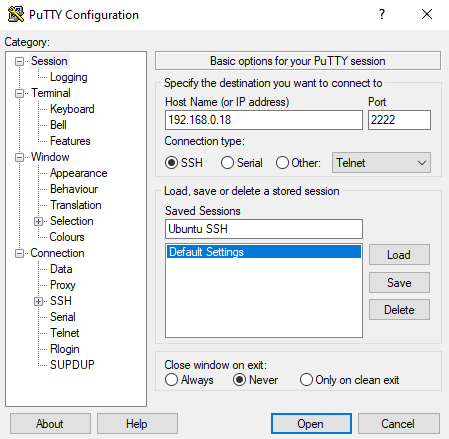 PuTTY Configuration
? ×
Category:
Session
Logging
Terminal
Keyboard
Bell
Features
Window
Appearance
Behaviour
Translation
Selection
Colours
Connection
Data
Proxy
SSH
Serial
Telnet
Rlogin
SUPDUP
Basic options for your PuTTY session
Specify the destination you want to connect to
Host Name (or IP address) Port
192.168.0.18 2222
Connection type:
SSH Serial Other: Telnet
Load, save or delete a stored session
Saved Sessions
Ubuntu SSH
Default Settings
Load
Save
Delete
Close window on exit:
Always Never Only on clean exit
About Help Open Cancel